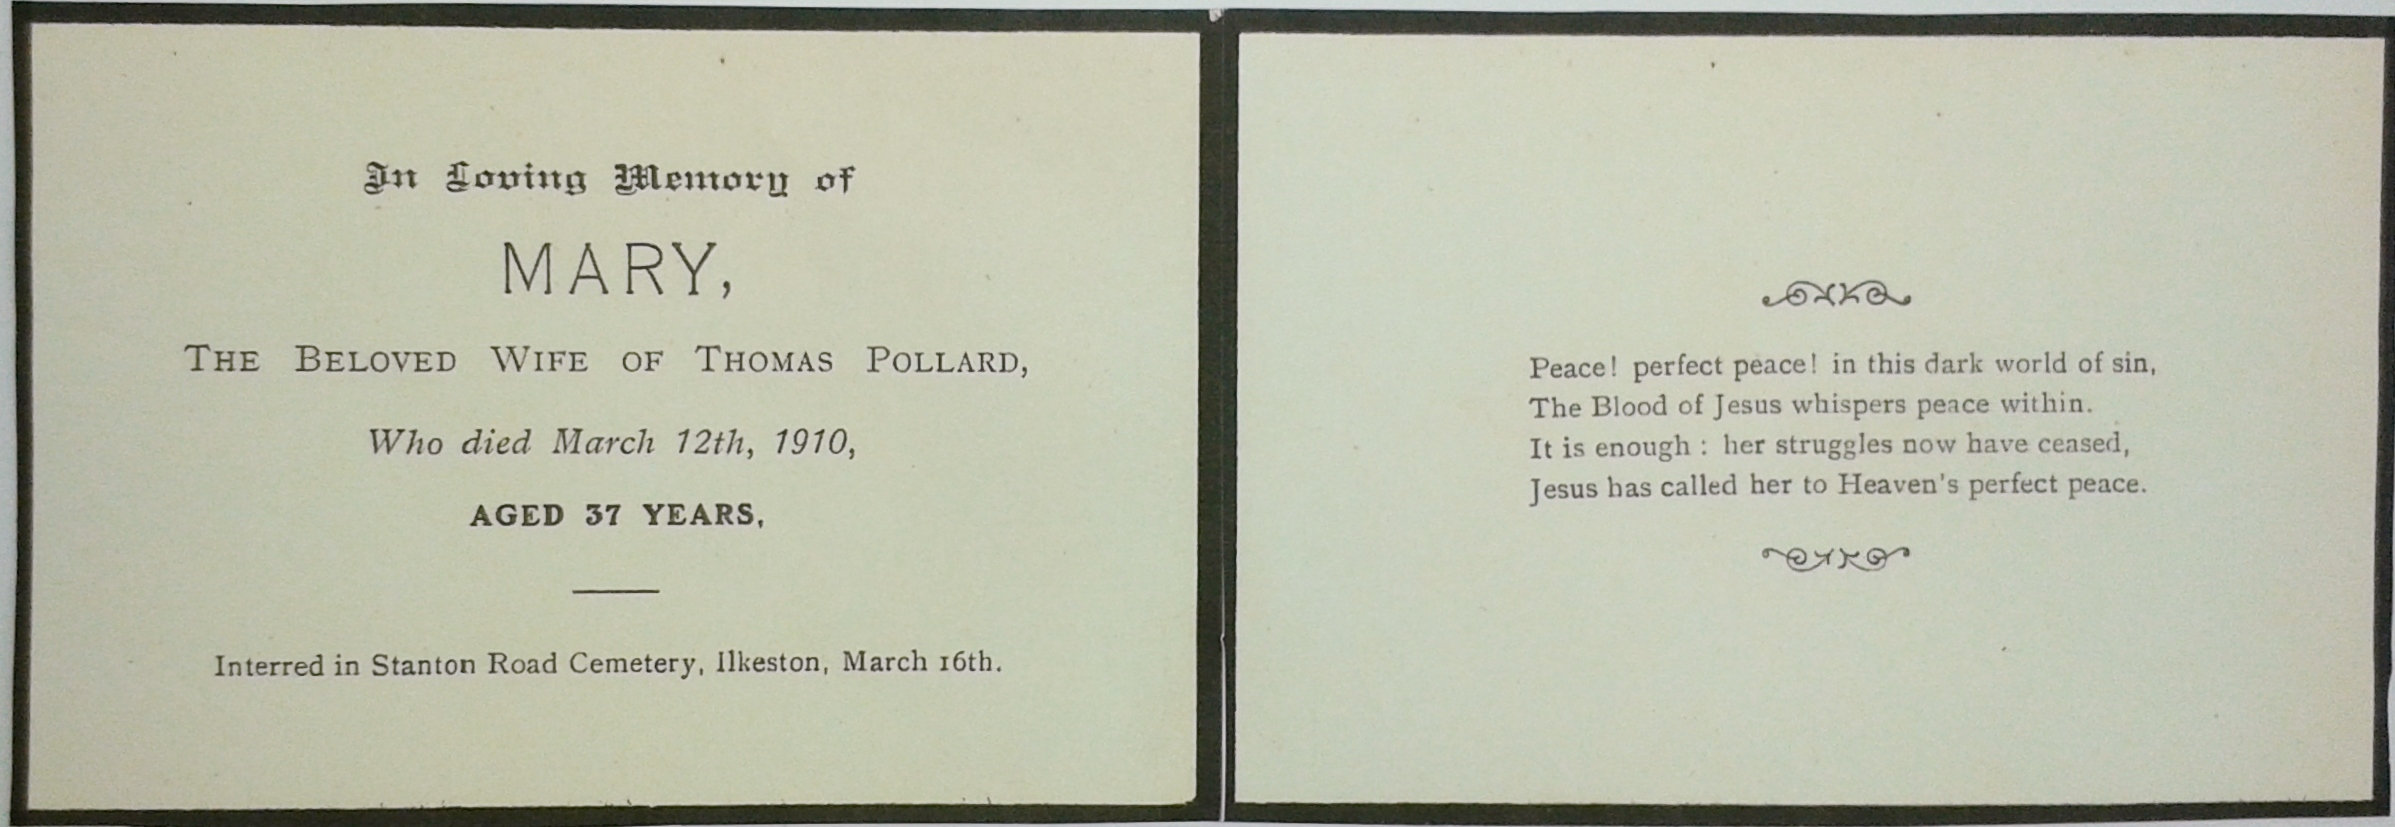 In Loving Memory of
MARY,
THE BELOVED WIFE OF THOMAS POLLARD,
Who died March 12th, 1910,
AGED 37 YEARS,
Interred in Stanton Road Cemetery, Ilkeston, March 16th.
Peace! perfect peace! in this dark world of sin,
The Blood of Jesus whispers peace within.
It is enough : her struggles now have ceased,
Jesus has called her to Heaven's perfect peace.